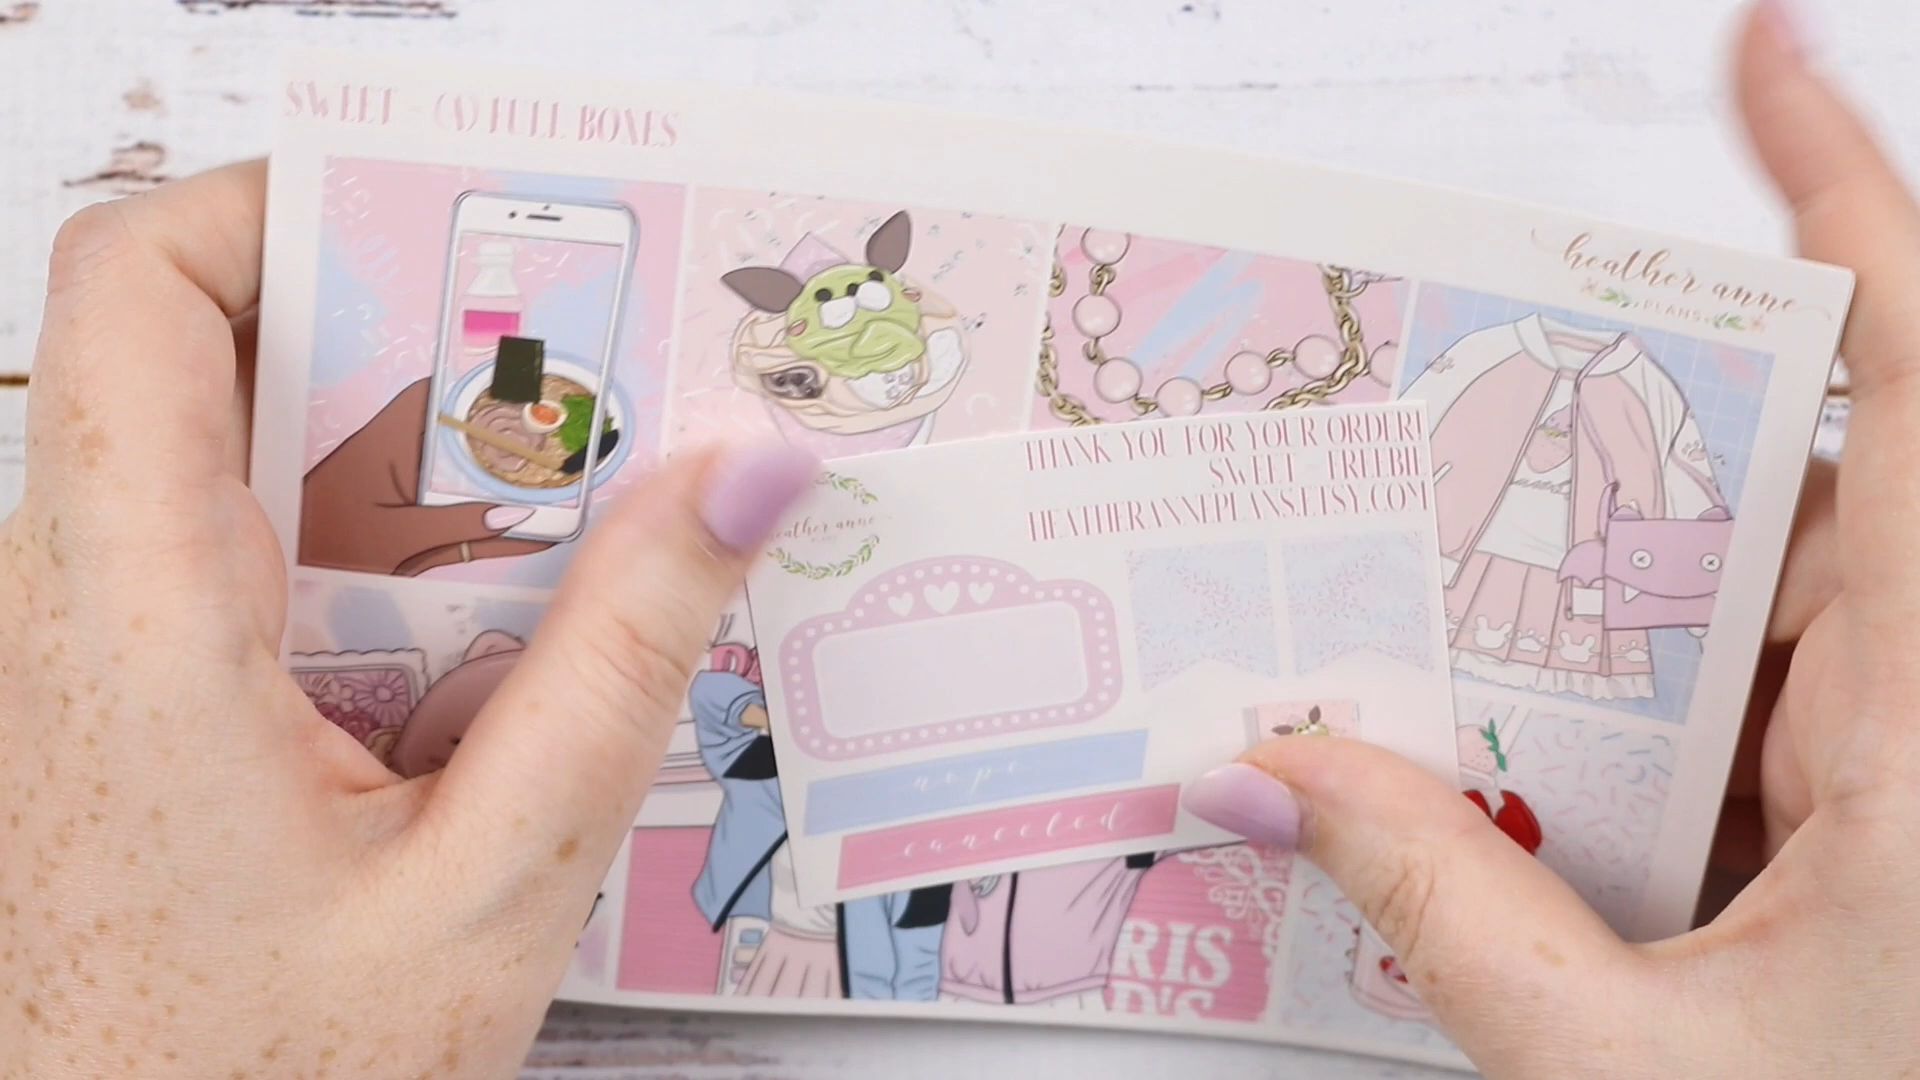 SWEET - (A) FULL BOXES
heather anne
PLANS
THANK YOU FOR YOUR ORDER!
SWEET - FREEBIE
HEATHERANNEPLANS.ETSY.COM
heather anne
nope
canceled
RIS
D'S